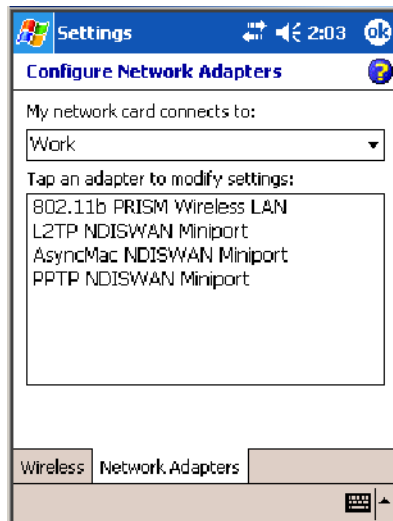 Settings 2:03 ok
Configure Network Adapters ?
My network card connects to:
Work
Tap an adapter to modify settings:
802.11b PRISM Wireless LAN
L2TP NDISWAN Miniport
AsyncMac NDISWAN Miniport
PPTP NDISWAN Miniport
Wireless Network Adapters